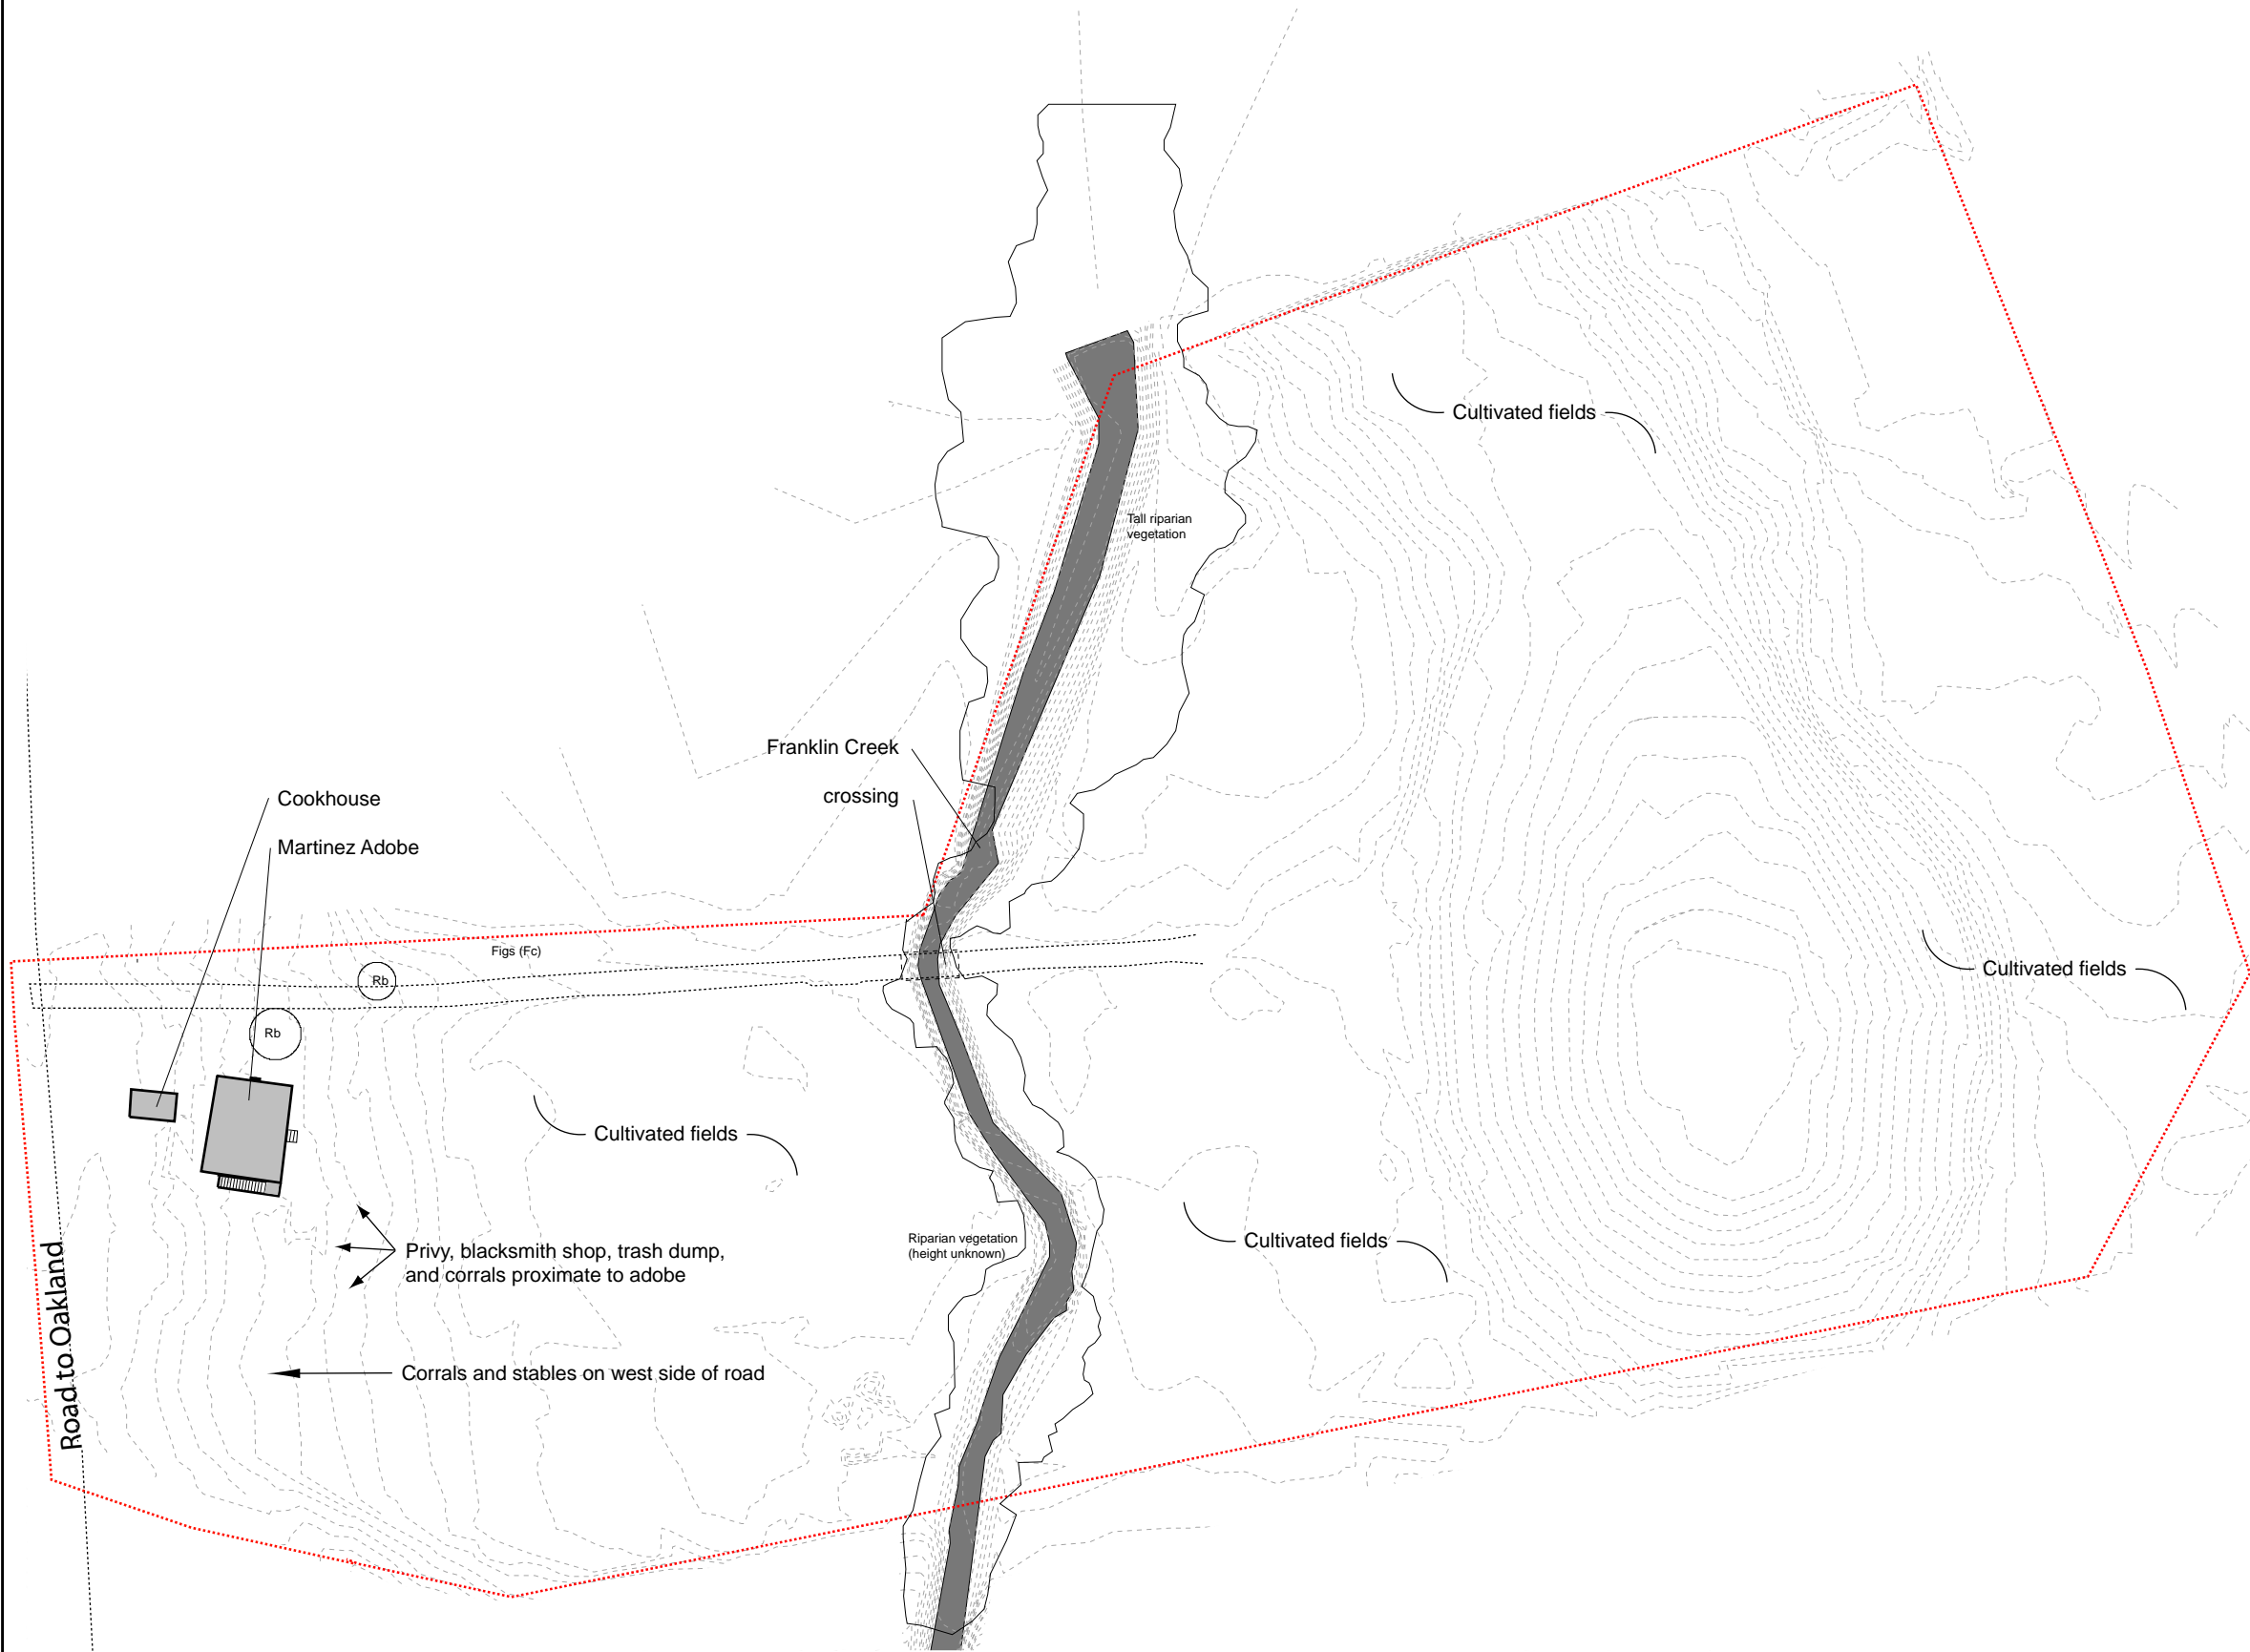 Cultivated fields
Tall riparian
vegetation
Franklin Creek
crossing
Cookhouse
Martinez Adobe
Figs (Fc)
Rb
Rb
Cultivated fields
Cultivated fields
Riparian vegetation
(height unknown)
Cultivated fields
Privy, blacksmith shop, trash dump,
and corrals proximate to adobe
Corrals and stables on west side of road
Road to Oakland